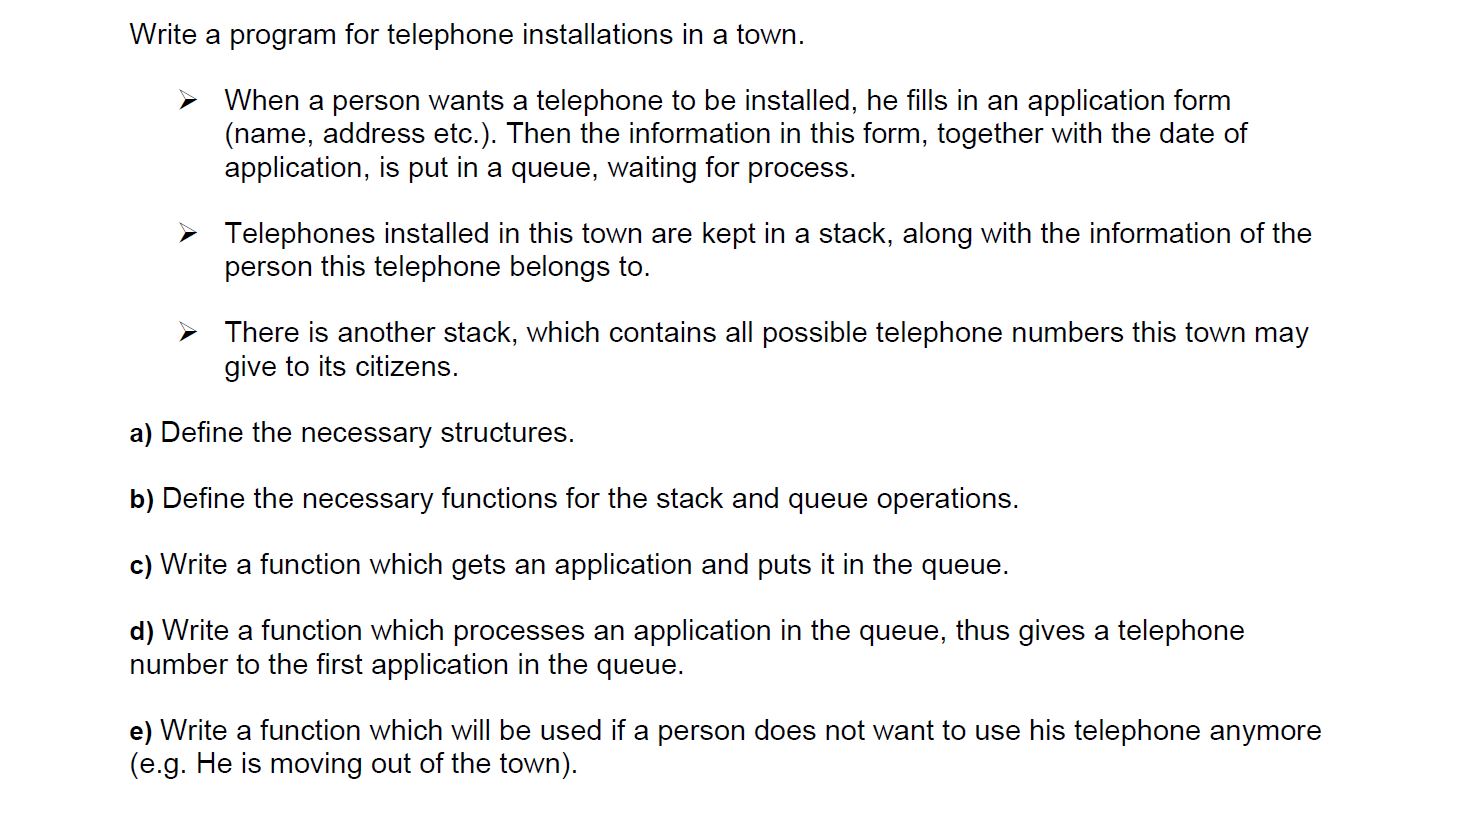 Write a program for telephone installations in a town.
➢ When a person wants a telephone to be installed, he fills in an application form
(name, address etc.). Then the information in this form, together with the date of
application, is put in a queue, waiting for process.
➢ Telephones installed in this town are kept in a stack, along with the information of the
person this telephone belongs to.
➢ There is another stack, which contains all possible telephone numbers this town may
give to its citizens.
a) Define the necessary structures.
b) Define the necessary functions for the stack and queue operations.
c) Write a function which gets an application and puts it in the queue.
d) Write a function which processes an application in the queue, thus gives a telephone
number to the first application in the queue.
e) Write a function which will be used if a person does not want to use his telephone anymore
(e.g. He is moving out of the town).